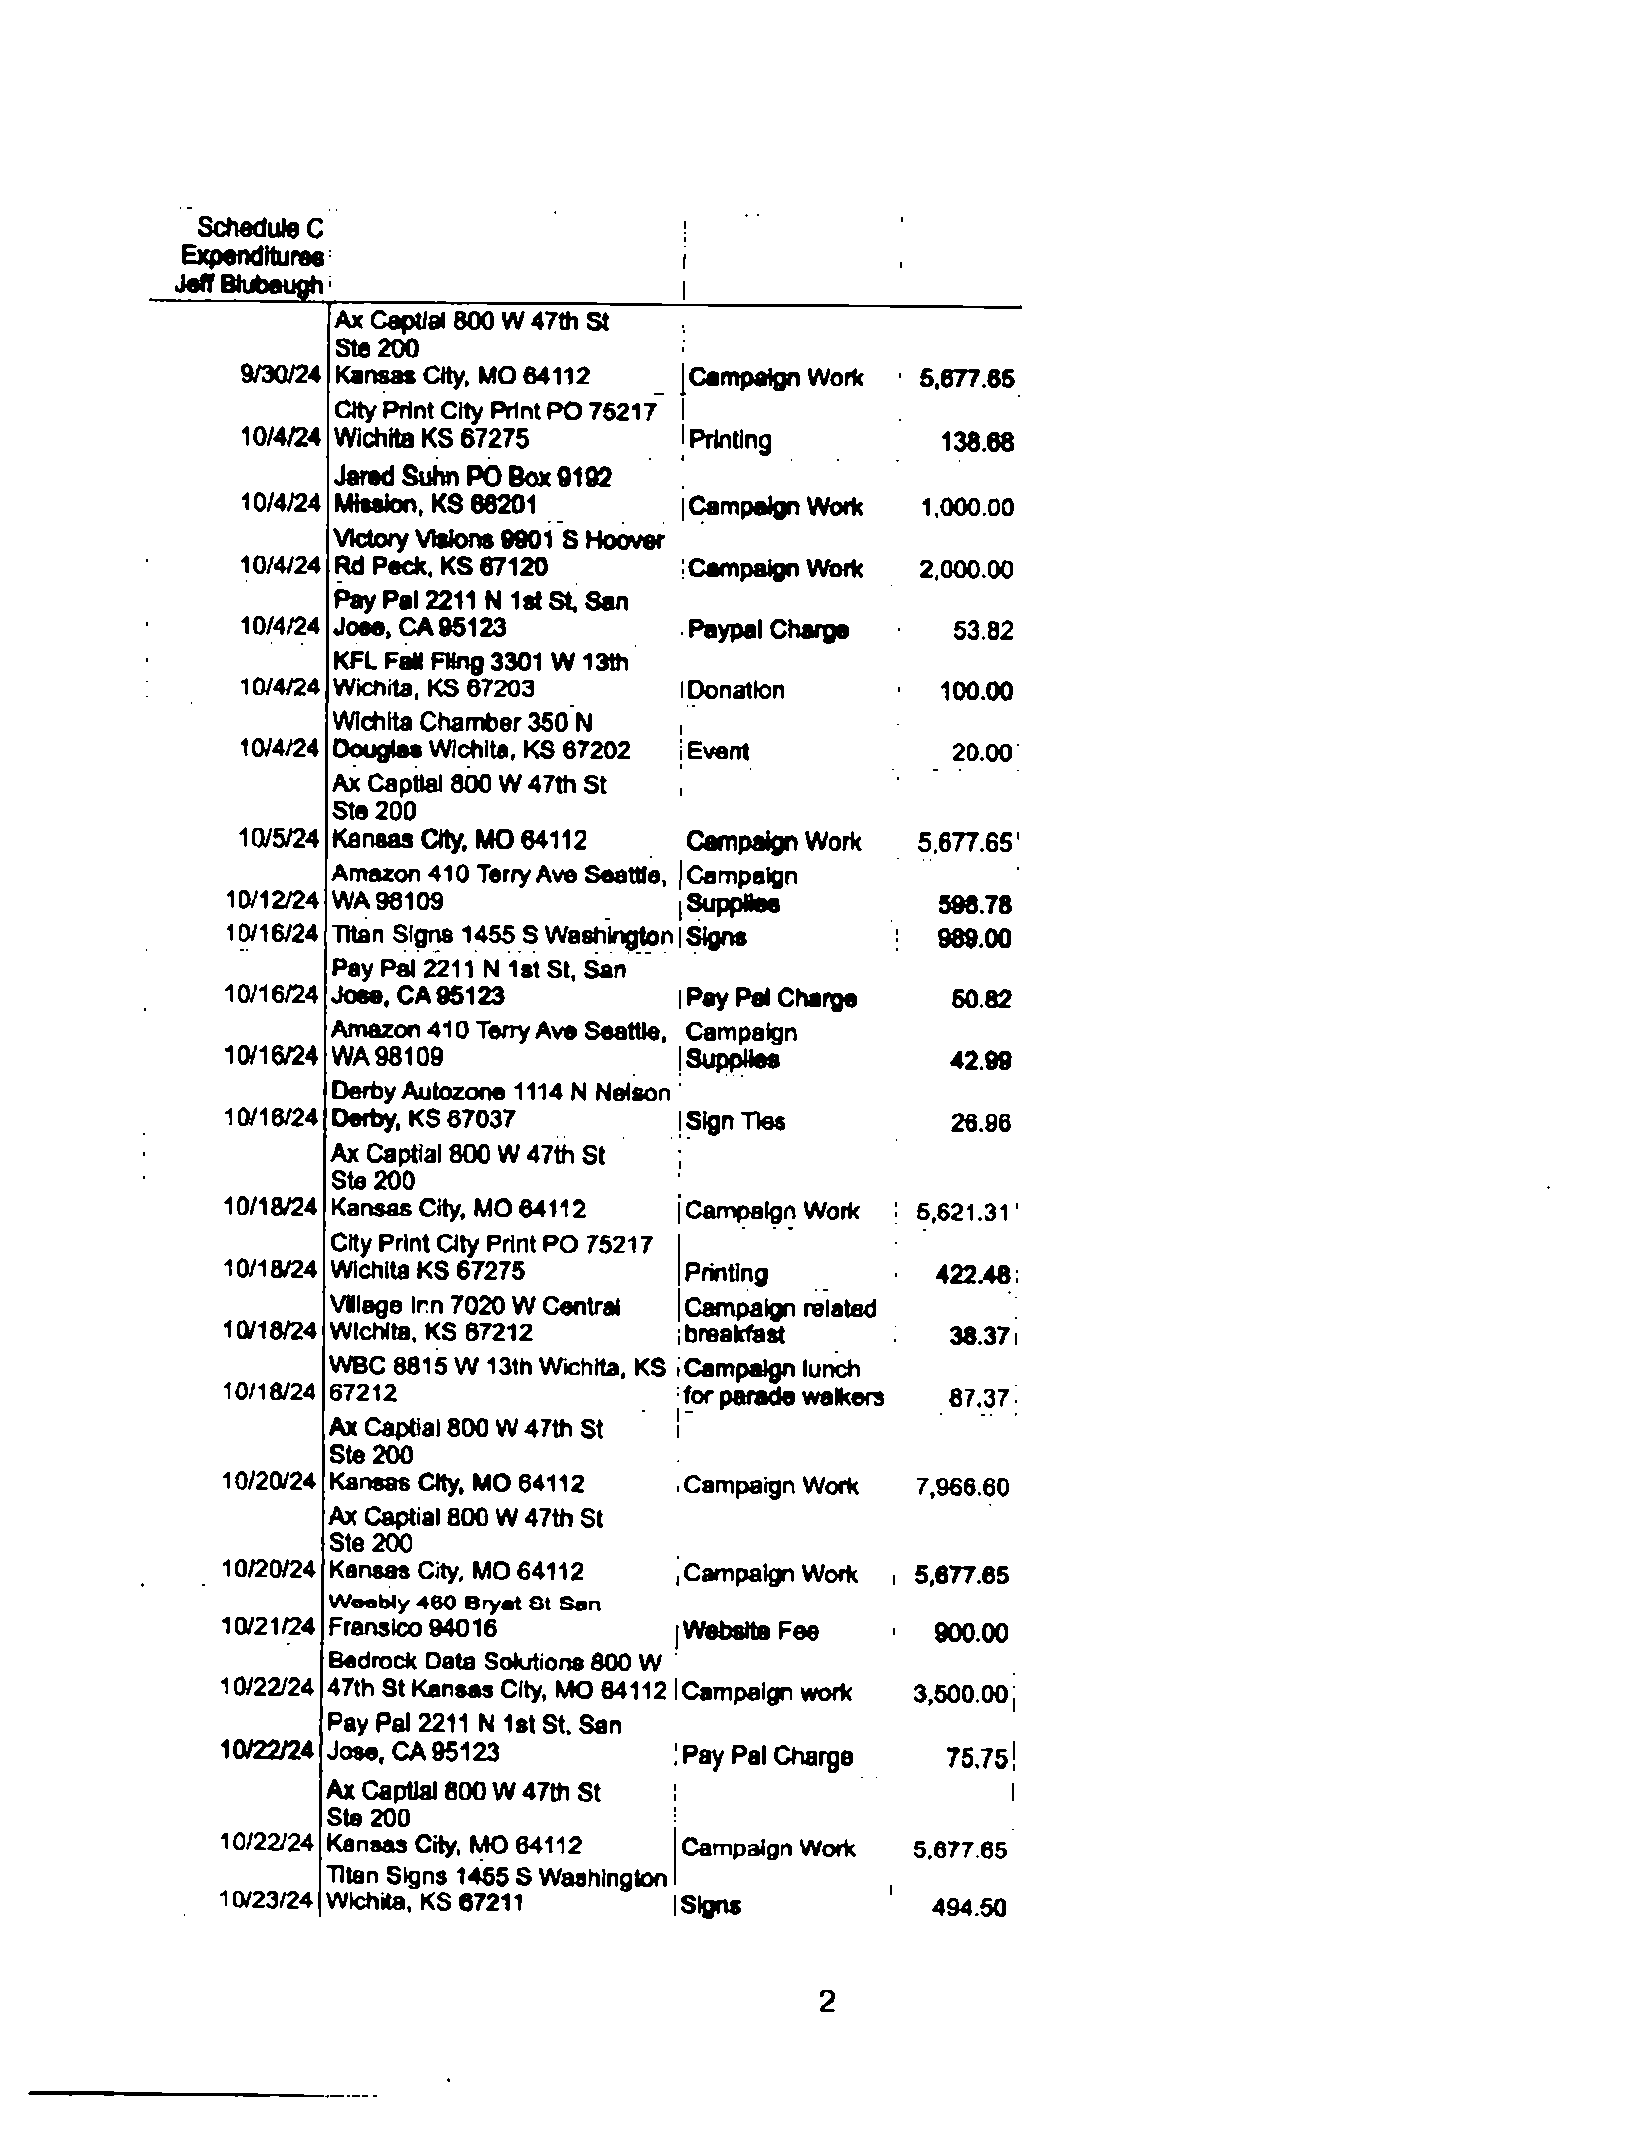 Schedule C
Expenditures
Jeff Blubaugh
Ax Captial 800 W 47th St
Ste 200
9/30/24 Kansas City, MO 64112 Campaign Work 5,677.65
City Print City Print PO 75217
10/4/24 Wichita KS 67275 Printing 138.68
Jared Suhn PO Box 9192
10/4/24 Mission, KS 66201 Campaign Work 1,000.00
Victory Visions 9901 S Hoover
10/4/24 Rd Peck, KS 67120 Campaign Work 2,000.00
Pay Pal 2211 N 1st St, San
10/4/24 Jose, CA 95123 Paypal Charge 53.82
KFL Fall Fling 3301 W 13th
10/4/24 Wichita, KS 67203 Donation 100.00
Wichita Chamber 350 N
10/4/24 Douglas Wichita, KS 67202 Event 20.00
Ax Captial 800 W 47th St
Ste 200
10/5/24 Kansas City, MO 64112 Campaign Work 5,677.65
Amazon 410 Terry Ave Seattle, Campaign
10/12/24 WA 98109 Supplies 598.78
10/16/24 Titan Signs 1455 S Washington Signs 989.00
Pay Pal 2211 N 1st St, San
10/16/24 Jose, CA 95123 Pay Pal Charge 50.82
Amazon 410 Terry Ave Seattle, Campaign
10/16/24 WA 98109 Supplies 42.99
Derby Autozone 1114 N Nelson
10/16/24 Derby, KS 67037 Sign Ties 26.96
Ax Captial 800 W 47th St
Ste 200
10/18/24 Kansas City, MO 64112 Campaign Work 5,621.31
City Print City Print PO 75217
10/18/24 Wichita KS 67275 Printing 422.48
Village Inn 7020 W Central Campaign related
10/18/24 Wichita, KS 67212 breakfast 38.37
WBC 8815 W 13th Wichita, KS Campaign lunch
10/18/24 67212 for parade walkers 87.37
Ax Captial 800 W 47th St
Ste 200
10/20/24 Kansas City, MO 64112 Campaign Work 7,966.60
Ax Captial 800 W 47th St
Ste 200
10/20/24 Kansas City, MO 64112 Campaign Work 5,677.65
Weebly 460 Bryat St San
10/21/24 Fransico 94016 Website Fee 900.00
Bedrock Data Solutions 800 W
10/22/24 47th St Kansas City, MO 64112 Campaign work 3,500.00
Pay Pal 2211 N 1st St, San
10/22/24 Jose, CA 95123 Pay Pal Charge 75.75
Ax Captial 800 W 47th St
Ste 200
10/22/24 Kansas City, MO 64112 Campaign Work 5,677.65
Titan Signs 1455 S Washington
10/23/24 Wichita, KS 67211 Signs 494.50
2